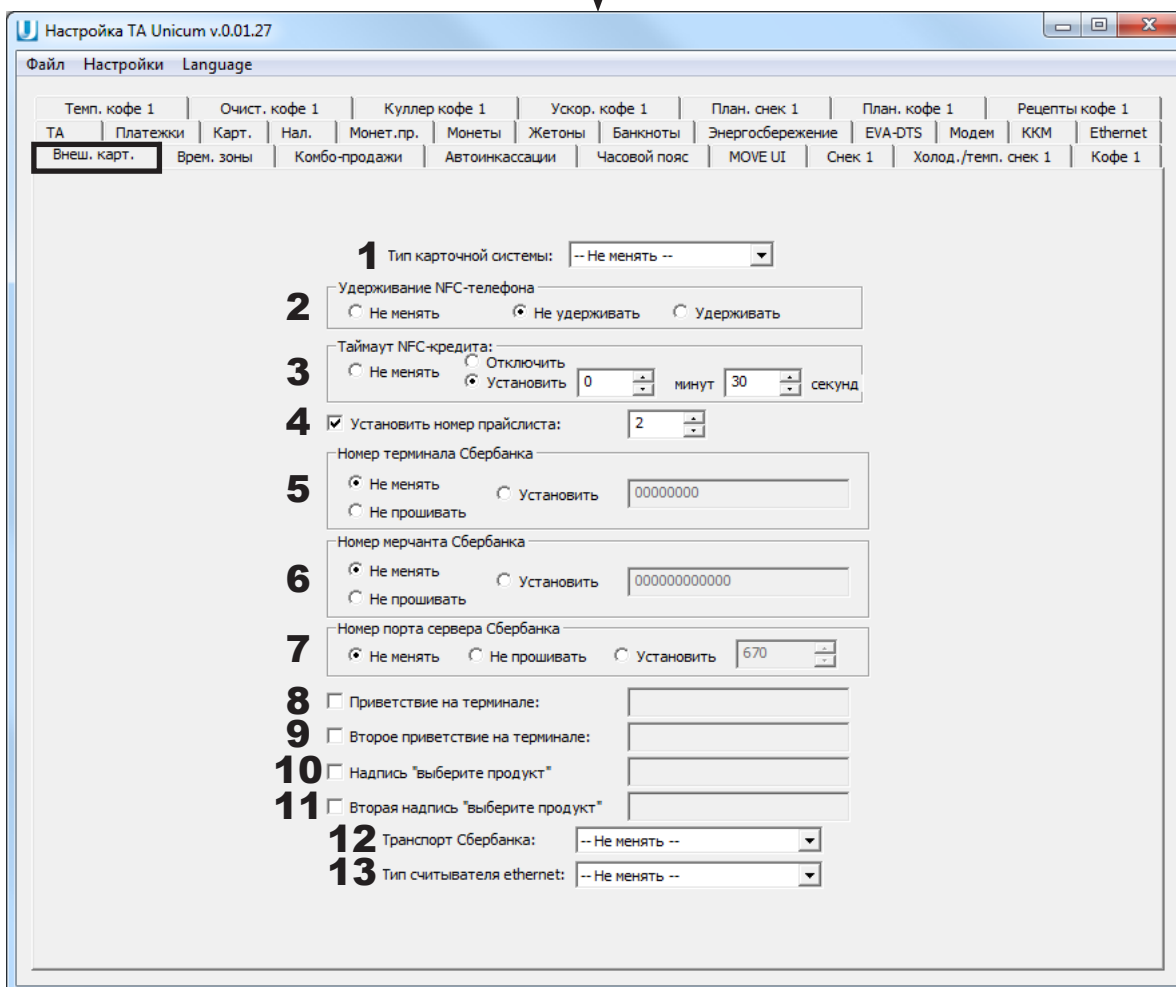 Настройка ТА Unicum v.0.01.27
Файл Настройки Language
Темп. кофе 1 Очист. кофе 1 Куллер кофе 1 Ускор. кофе 1 План. снек 1 План. кофе 1 Рецепты кофе 1
ТА Платежки Карт. Нал. Монет.пр. Монеты Жетоны Банкноты Энергосбережение EVA-DTS Модем ККМ Ethernet
Внеш. карт. Врем. зоны Комбо-продажи Автоинкассации Часовой пояс MOVE UI Снек 1 Холод./темп. снек 1 Кофе 1
1 Тип карточной системы: -- Не менять --
Удерживание NFC-телефона
2 Не менять Не удерживать Удерживать
Таймаут NFC-кредита:
Отключить
3 Не менять
Установить 0 минут 30 секунд
4 Установить номер прайслиста: 2
Номер терминала Сбербанка
5 Не менять
Установить 00000000
Не прошивать
Номер мерчанта Сбербанка
6 Не менять
Установить 000000000000
Не прошивать
Номер порта сервера Сбербанка
7 Не менять Не прошивать Установить 670
8 Приветствие на терминале:
9 Второе приветствие на терминале:
10 Надпись "выберите продукт"
11 Вторая надпись "выберите продукт"
12 Транспорт Сбербанка: -- Не менять --
13 Тип считывателя ethernet: -- Не менять --